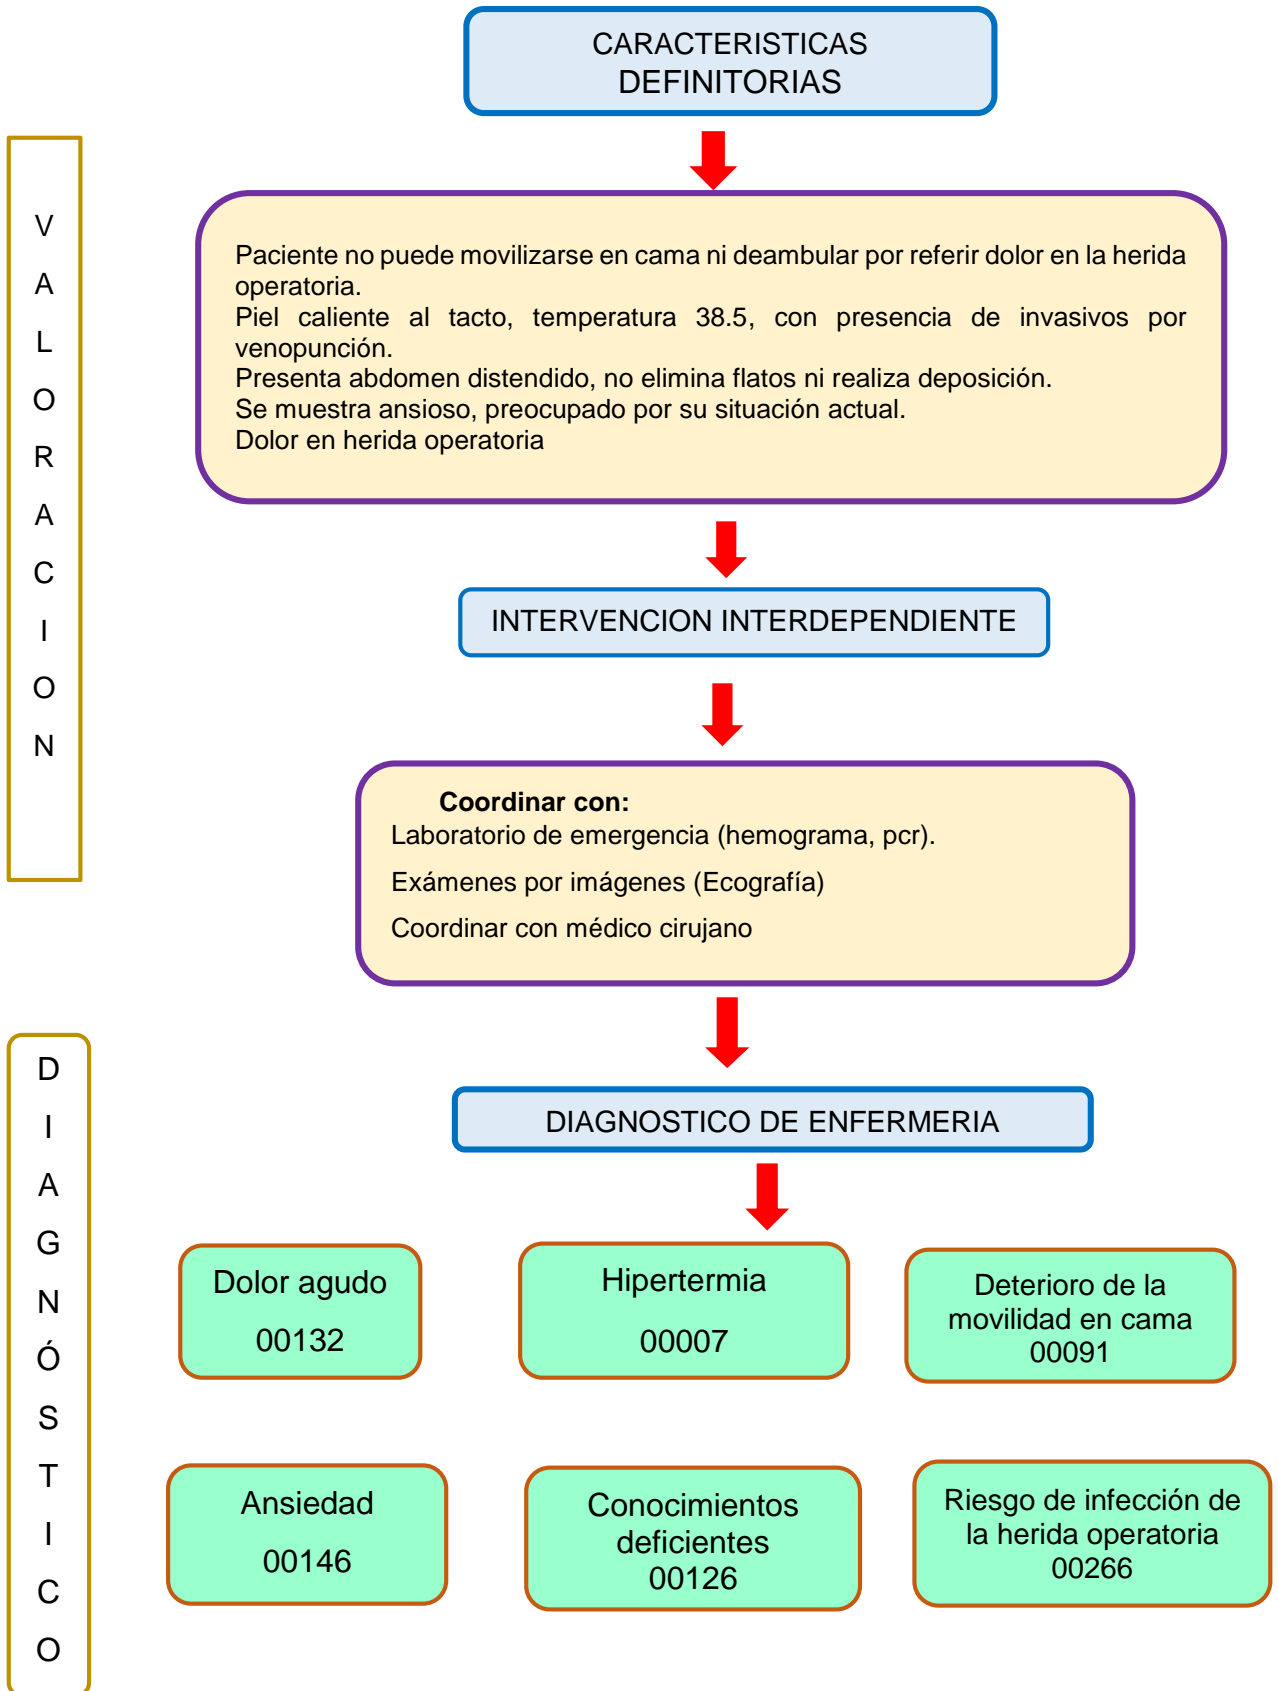 CARACTERISTICAS
DEFINITORIAS
VALORACION
Paciente no puede movilizarse en cama ni deambular por referir dolor en la herida
operatoria.
Piel caliente al tacto, temperatura 38.5, con presencia de invasivos por
venopunción.
Presenta abdomen distendido, no elimina flatos ni realiza deposición.
Se muestra ansioso, preocupado por su situación actual.
Dolor en herida operatoria
INTERVENCION INTERDEPENDIENTE
Coordinar con:
Laboratorio de emergencia (hemograma, pcr).
Exámenes por imágenes (Ecografía)
Coordinar con médico cirujano
DIAGNÓSTICO
DIAGNOSTICO DE ENFERMERIA
Dolor agudo
00132
Hipertermia
00007
Deterioro de la
movilidad en cama
00091
Ansiedad
00146
Conocimientos
deficientes
00126
Riesgo de infección de
la herida operatoria
00266